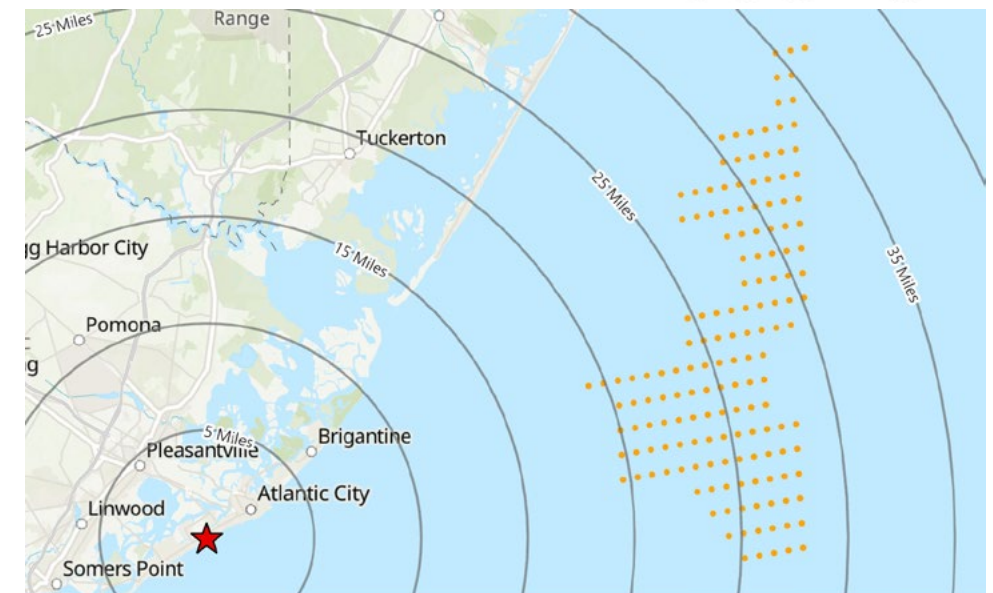 25 Miles
Range
Tuckerton
25 Miles
gg Harbor City
15 Miles
35 Miles
Pomona
g
5 Miles
Brigantine
Pleasantville
Atlantic City
Linwood
Somers Point